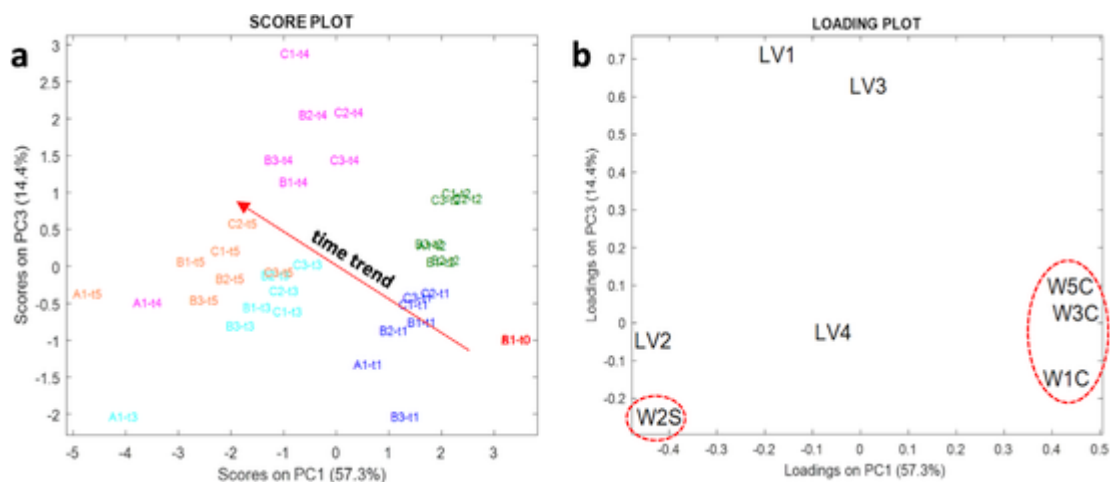 SCORE PLOT
a
C1-t4
B2-t4
C2-t4
B3-t4
C3-t4
B1-t4
C2-t5
C1-t5
B1-t5
B2-t5
C3-t5
A1-t5
B3-t5
A1-t4
C3-t3
C2-t3
B1-t3
C1-t3
B3-t3
A1-t3
time trend
C1-t2
B2-t2
C2-t1
C1-t1
B1-t1
B2-t1
A1-t1
B3-t1
3
2.5
2
1.5
1
0.5
0
-0.5
-1
-1.5
-2
Scores on PC3 (14.4%)
-5 -4 -3 -2 -1 0 1 2 3
Scores on PC1 (57.3%)
LOADING PLOT
b
LV1
LV3
LV2
LV4
W5C
W3C
W1C
W2S
0.7
0.6
0.5
0.4
0.3
0.2
0.1
0
-0.1
-0.2
Loadings on PC3 (14.4%)
-0.4 -0.3 -0.2 -0.1 0 0.1 0.2 0.3 0.4 0.5
Loadings on PC1 (57.3%)